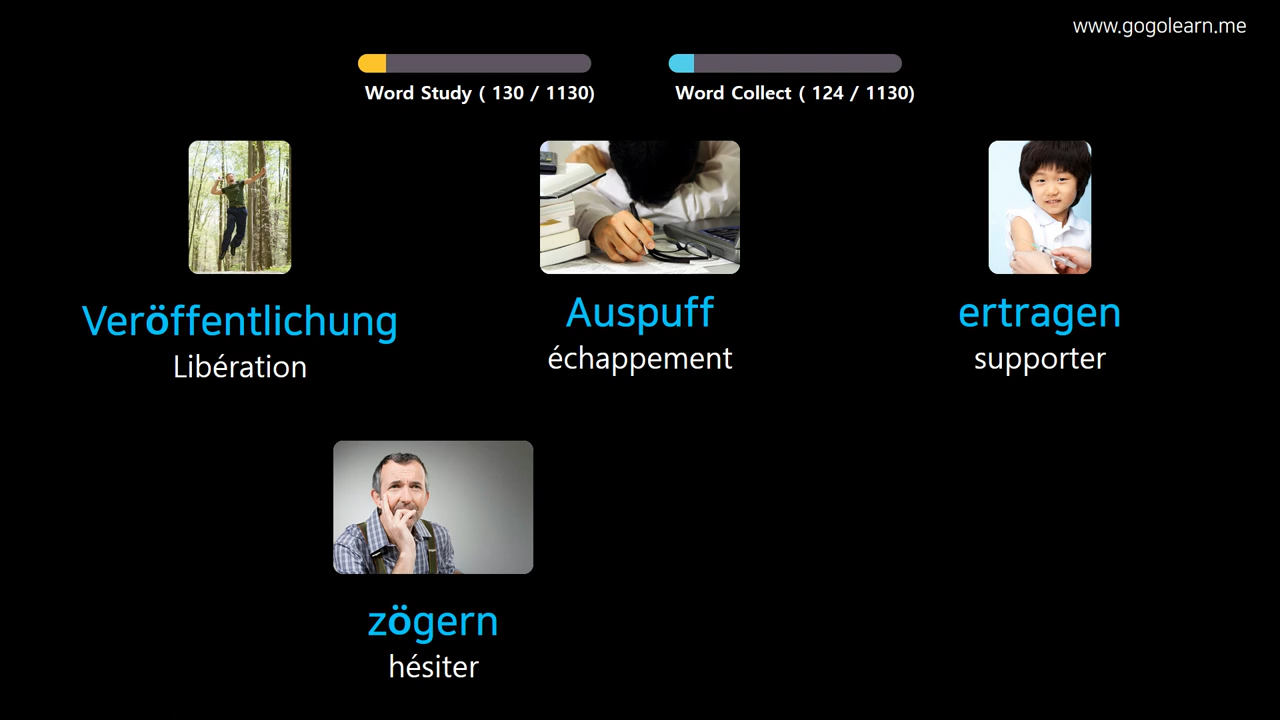 www.gogolearn.me
Word Study ( 130 / 1130)
Word Collect ( 124 / 1130)
Veröffentlichung
Libération
Auspuff
échappement
ertragen
supporter
zögern
hésiter